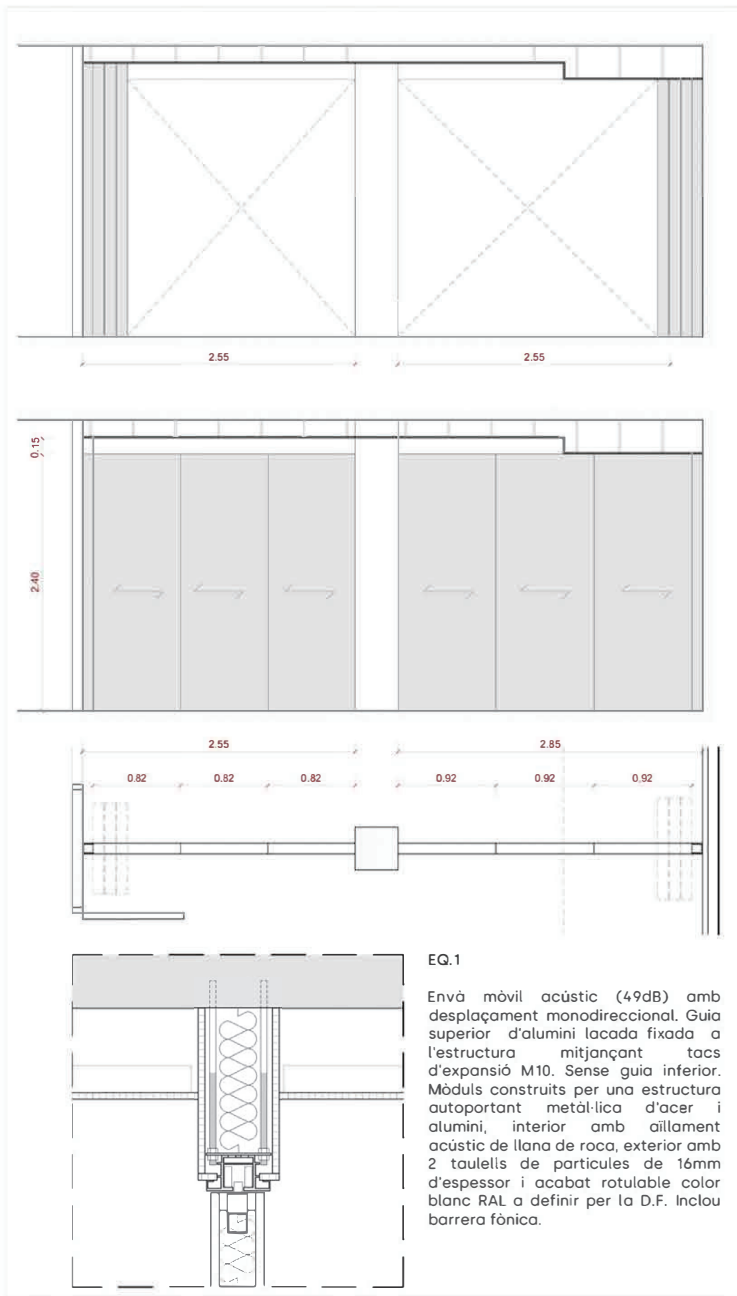 2.55 2.55
0.15
2.40
2.55 2.85
0.82 0.82 0.82 0.92 0.92 0.92
EQ.1
Envà mòvil acústic (49dB) amb
desplaçament monodireccional. Guia
superior d'alumini lacada fixada a
l'estructura mitjançant tacs
d'expansió M10. Sense guia inferior.
Mòduls construits per una estructura
autoportant metàl·lica d'acer i
alumini, interior amb aïllament
acústic de llana de roca, exterior amb
2 taulells de particules de 16mm
d'espessor i acabat rotulable color
blanc RAL a definir per la D.F. Inclou
barrera fònica.